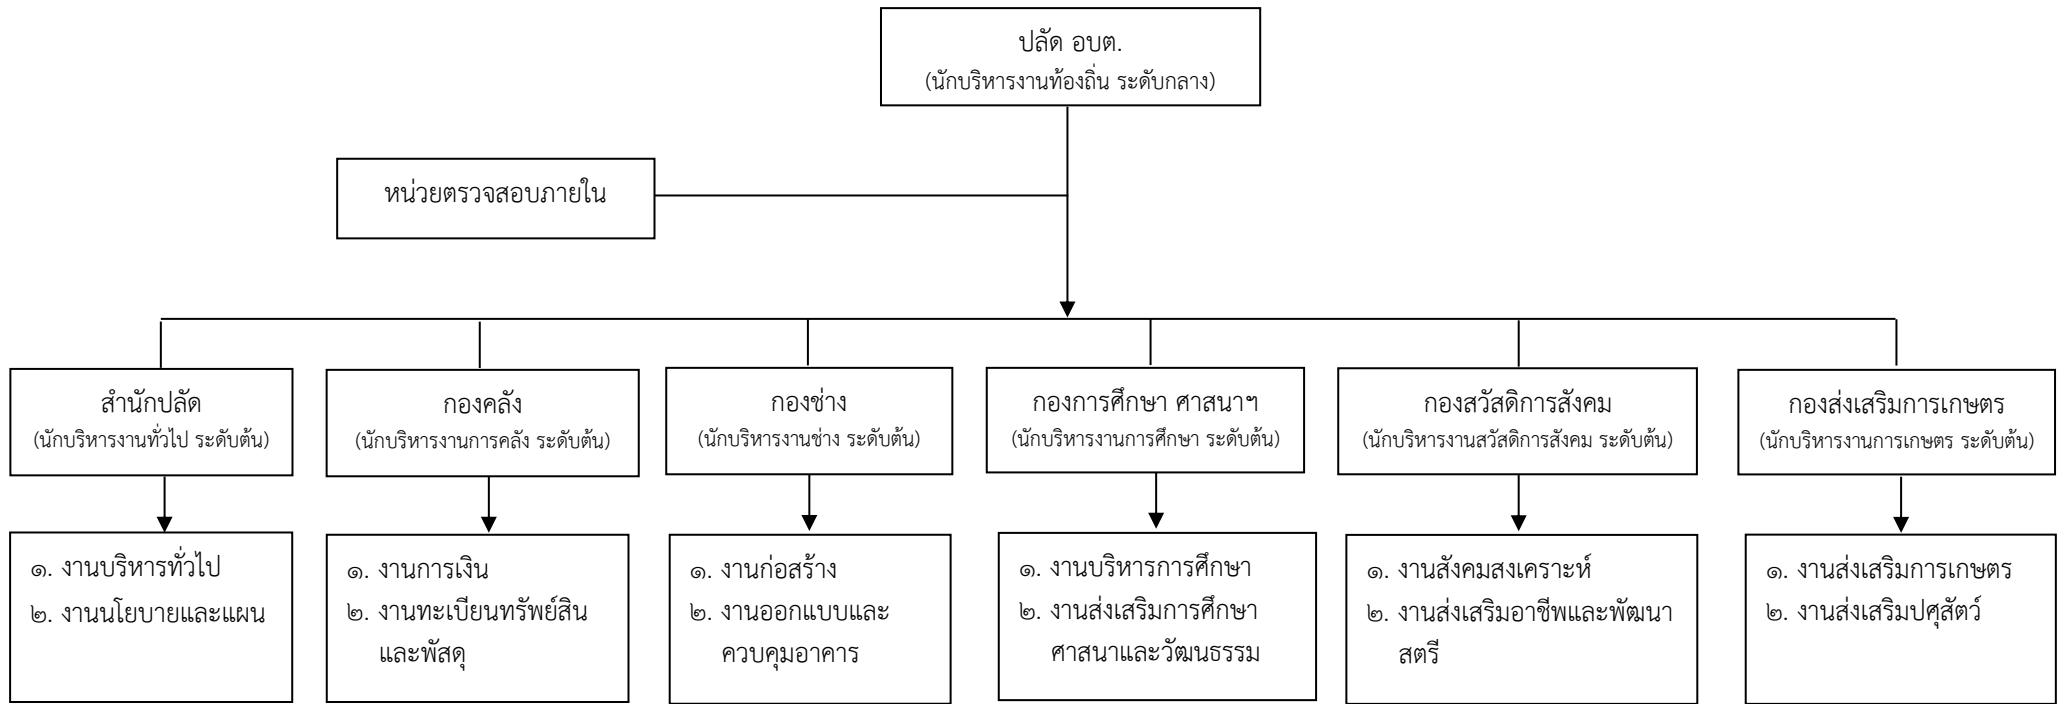 ปลัด อบต.
(นักบริหารงานท้องถิ่น ระดับกลาง)
หน่วยตรวจสอบภายใน
สำนักปลัด
(นักบริหารงานทั่วไป ระดับต้น)
กองคลัง
(นักบริหารงานการคลัง ระดับต้น)
กองช่าง
(นักบริหารงานช่าง ระดับต้น)
กองการศึกษา ศาสนาฯ
(นักบริหารงานการศึกษา ระดับต้น)
กองสวัสดิการสังคม
(นักบริหารงานสวัสดิการสังคม ระดับต้น)
กองส่งเสริมการเกษตร
(นักบริหารงานการเกษตร ระดับต้น)
๑. งานบริหารทั่วไป
๒. งานนโยบายและแผน
๑. งานการเงิน
๒. งานทะเบียนทรัพย์สิน
และพัสดุ
๑. งานก่อสร้าง
๒. งานออกแบบและ
ควบคุมอาคาร
๑. งานบริหารการศึกษา
๒. งานส่งเสริมการศึกษา
ศาสนาและวัฒนธรรม
๑. งานสังคมสงเคราะห์
๒. งานส่งเสริมอาชีพและพัฒนา
สตรี
๑. งานส่งเสริมการเกษตร
๒. งานส่งเสริมปศุสัตว์